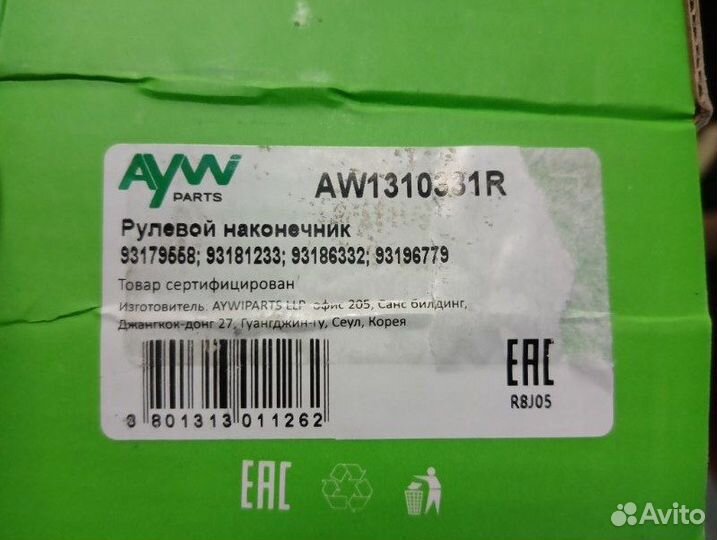 AYWI
PARTS
AW1310331R
Рулевой наконечник
93179558; 93181233; 93186332; 93196779
Товар сертифицирован
Изготовитель: AYWIPARTS LLP офис 205, Санс билдинг,
Джангкок-донг 27, Гуангджин-гу, Сеул, Корея
8 801313 011262
EAC
R8J05
EAC
Avito